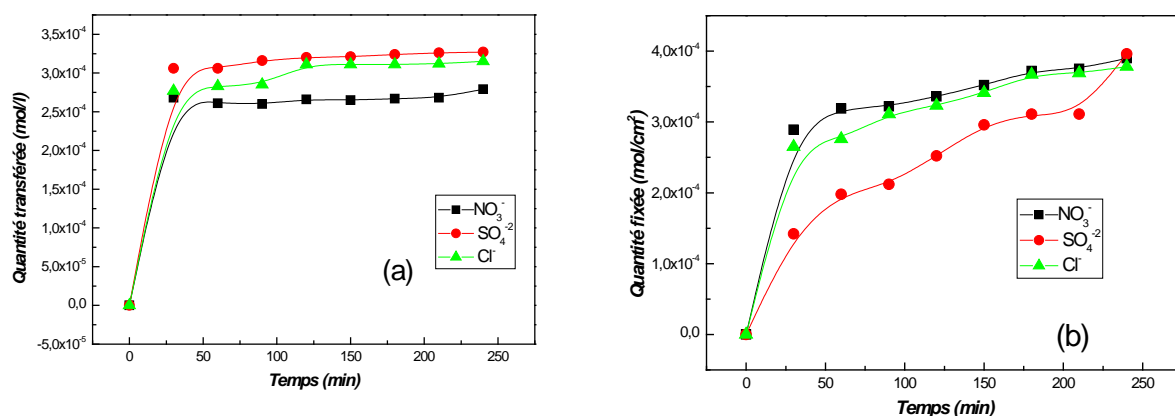 3,5x10-4
3,0x10-4
2,5x10-4
2,0x10-4
1,5x10-4
1,0x10-4
5,0x10-5
0,0
-5,0x10-5
Quantité transférée (mol/l)
0 50 100 150 200 250
Temps (min)
NO3-
SO4-2
Cl-
(a)
4,0x10-4
3,0x10-4
2,0x10-4
1,0x10-4
0,0
Quantité fixée (mol/cm2)
0 50 100 150 200 250
Temps (min)
NO3-
SO4-2
Cl-
(b)